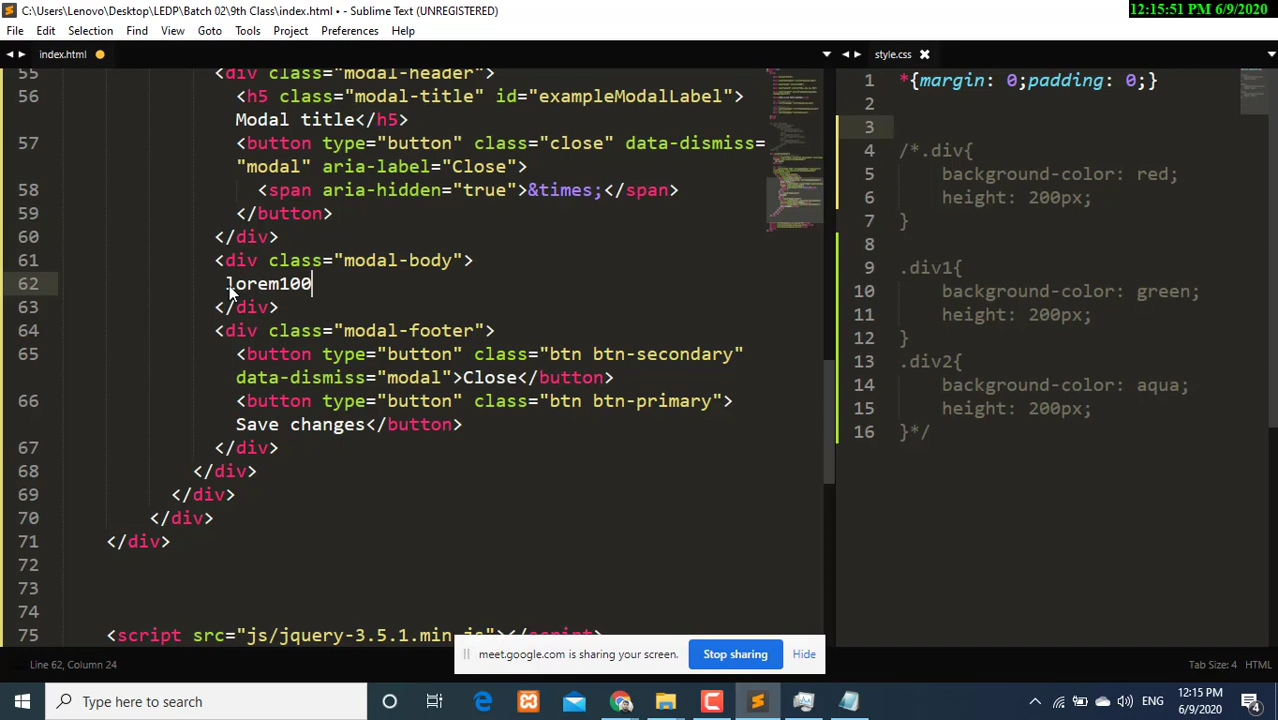 C:\Users\Lenovo\Desktop\LEDP\Batch 02\9th Class\index.html • - Sublime Text (UNREGISTERED)
12:15:51 PM 6/9/2020
File Edit Selection Find View Goto Tools Project Preferences Help
index.html
style.css
55 <div class="modal-header">
56 <h5 class="modal-title" id="exampleModalLabel">
Modal title</h5>
57 <button type="button" class="close" data-dismiss=
"modal" aria-label="Close">
58 <span aria-hidden="true">&times;</span>
59 </button>
60 </div>
61 <div class="modal-body">
62 lorem100
63 </div>
64 <div class="modal-footer">
65 <button type="button" class="btn btn-secondary"
data-dismiss="modal">Close</button>
66 <button type="button" class="btn btn-primary">
Save changes</button>
67 </div>
68 </div>
69 </div>
70 </div>
71 </div>
72
73
74
75 <script src="js/jquery-3.5.1.min.js"></script>
1 *{margin: 0;padding: 0;}
2
3
4 /*.div{
5 background-color: red;
6 height: 200px;
7 }
8
9 .div1{
10 background-color: green;
11 height: 200px;
12 }
13 .div2{
14 background-color: aqua;
15 height: 200px;
16 }*/
meet.google.com is sharing your screen. Stop sharing Hide
Line 62, Column 24
Tab Size: 4 HTML
Type here to search
ENG
12:15 PM
6/9/2020
4